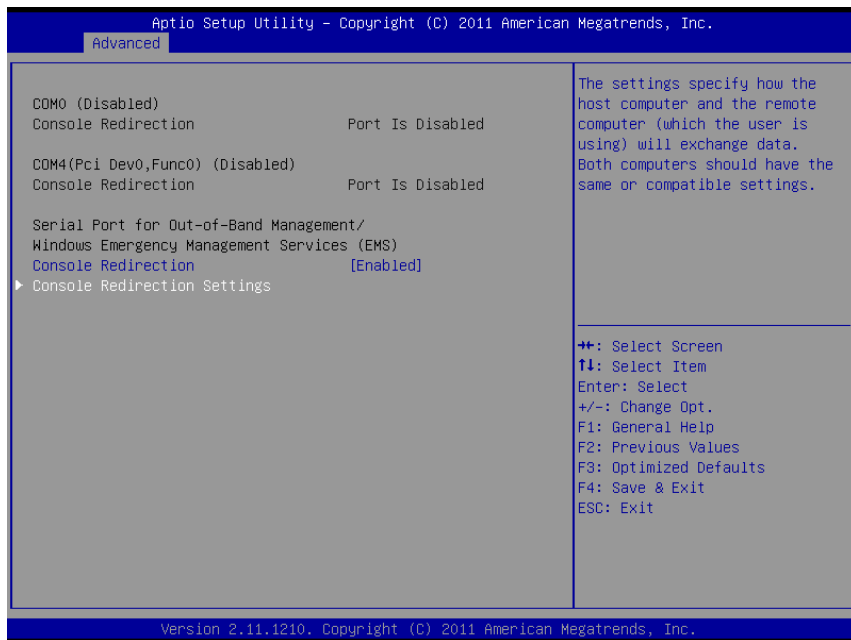 Aptio Setup Utility – Copyright (C) 2011 American Megatrends, Inc.
Advanced
COM0 (Disabled)
Console Redirection Port Is Disabled
COM4(Pci Dev0,Func0) (Disabled)
Console Redirection Port Is Disabled
Serial Port for Out-of-Band Management/
Windows Emergency Management Services (EMS)
Console Redirection [Enabled]
Console Redirection Settings
The settings specify how the
host computer and the remote
computer (which the user is
using) will exchange data.
Both computers should have the
same or compatible settings.
→←: Select Screen
↑↓: Select Item
Enter: Select
+/-: Change Opt.
F1: General Help
F2: Previous Values
F3: Optimized Defaults
F4: Save & Exit
ESC: Exit
Version 2.11.1210. Copyright (C) 2011 American Megatrends, Inc.